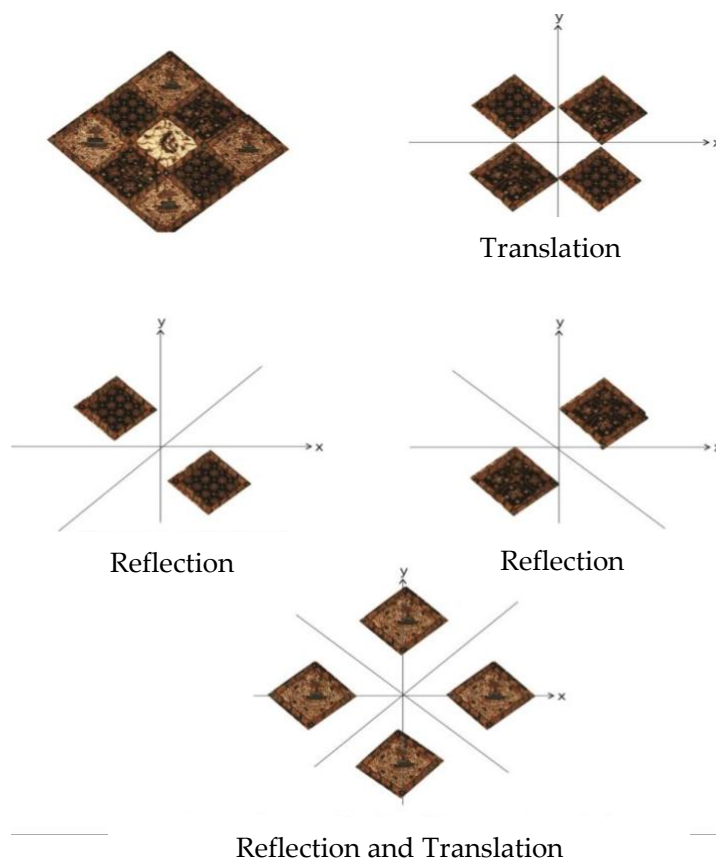 y
x
Translation
y
x
y
x
Reflection
Reflection
y
x
Reflection and Translation